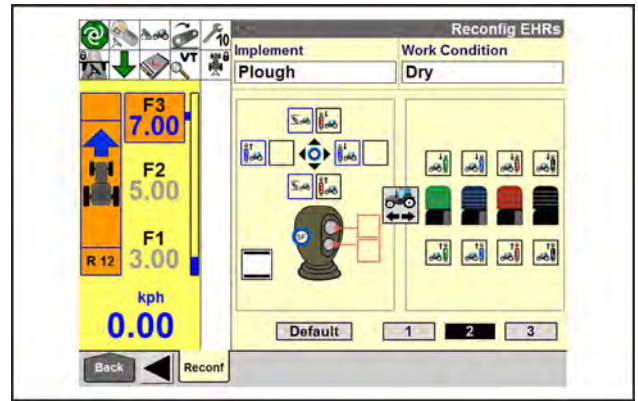 10
VT
Reconfig EHRs
Implement
Work Condition
Plough
Dry
F3
7.00
F2
5.00
F1
3.00
R 12
kph
0.00
SF
Default
1
2
3
Back
Reconf